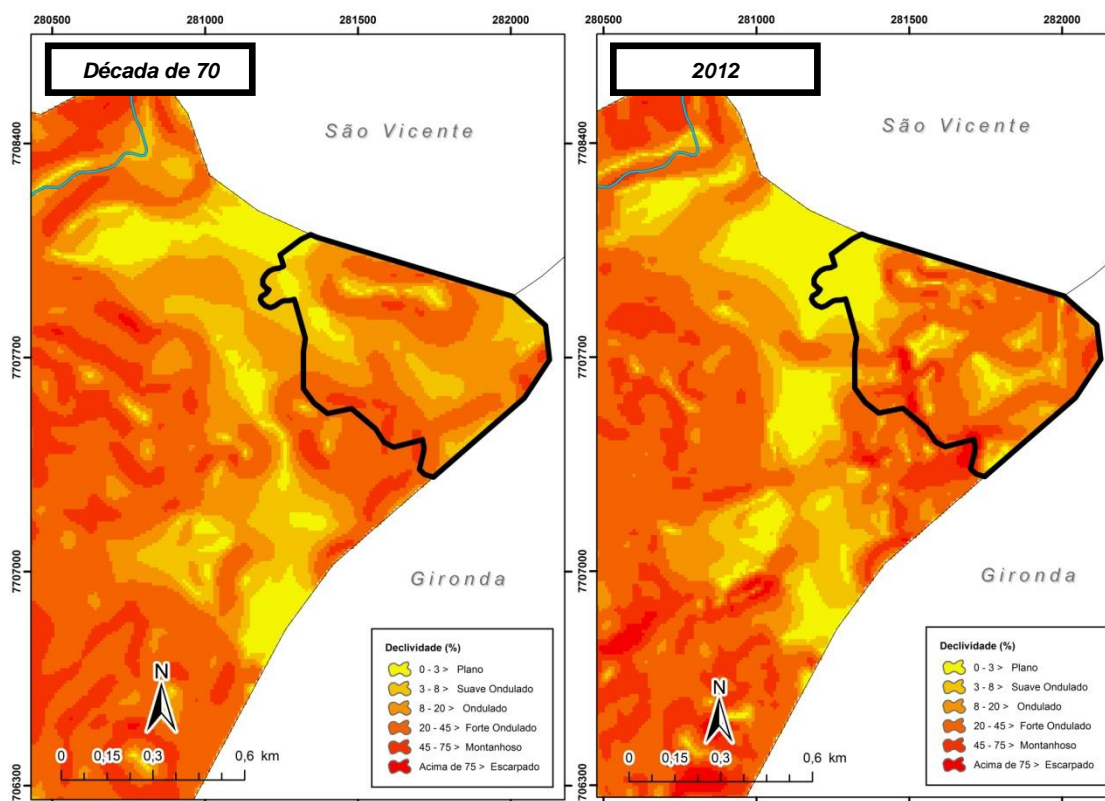 280500 281000 281500 282000
Década de 70
São Vicente
7708400
7707700
7707000
7706300
Gironda
Declividade (%)
0 - 3 > Plano
3 - 8 > Suave Ondulado
8 - 20 > Ondulado
20 - 45 > Forte Ondulado
45 - 75 > Montanhoso
Acima de 75 > Escarpado
N
0 0,15 0,3 0,6 km
280500 281000 281500 282000
2012
São Vicente
7708400
7707700
7707000
7706300
Gironda
Declividade (%)
0 - 3 > Plano
3 - 8 > Suave Ondulado
8 - 20 > Ondulado
20 - 45 > Forte Ondulado
45 - 75 > Montanhoso
Acima de 75 > Escarpado
N
0 0,15 0,3 0,6 km